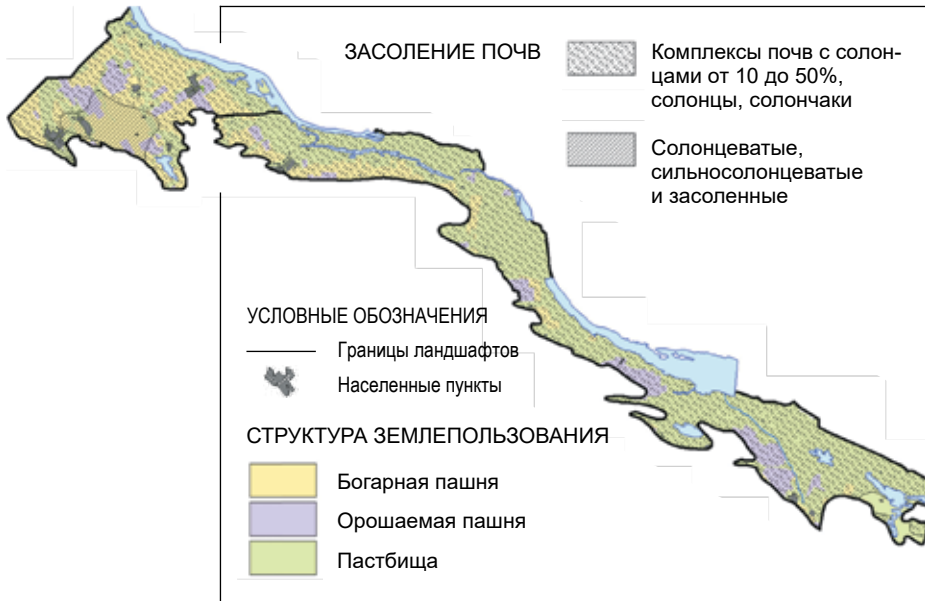 ЗАСОЛЕНИЕ ПОЧВ
Комплексы почв с солон-
цами от 10 до 50%,
солонцы, солончаки
Солонцеватые,
сильносолонцеватые
и засоленные
УСЛОВНЫЕ ОБОЗНАЧЕНИЯ
Границы ландшафтов
Населенные пункты
СТРУКТУРА ЗЕМЛЕПОЛЬЗОВАНИЯ
Богарная пашня
Орошаемая пашня
Пастбища